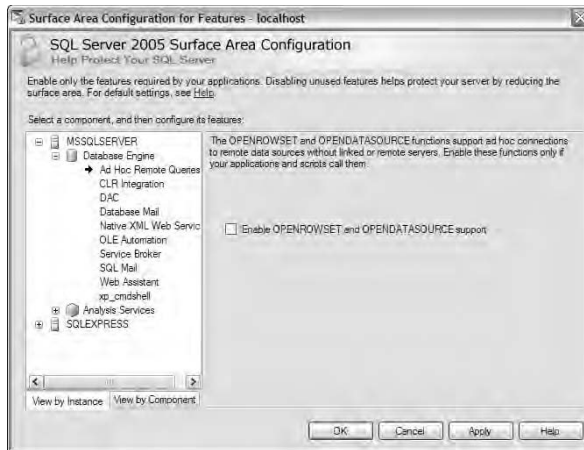 Surface Area Configuration for Features - localhost
SQL Server 2005 Surface Area Configuration
Help Protect Your SQL Server
Enable only the features required by your applications. Disabling unused features helps protect your server by reducing the
surface area. For default settings, see Help.
Select a component, and then configure its features:
MSSQLSERVER
Database Engine
Ad Hoc Remote Queries
CLR Integration
DAC
Database Mail
Native XML Web Servic
OLE Automation
Service Broker
SQL Mail
Web Assistant
xp_cmdshell
Analysis Services
SQLEXPRESS
View by Instance
View by Component
The OPENROWSET and OPENDATASOURCE functions support ad hoc connections
to remote data sources without linked or remote servers. Enable these functions only if
your applications and scripts call them.
Enable OPENROWSET and OPENDATASOURCE support
OK
Cancel
Apply
Help